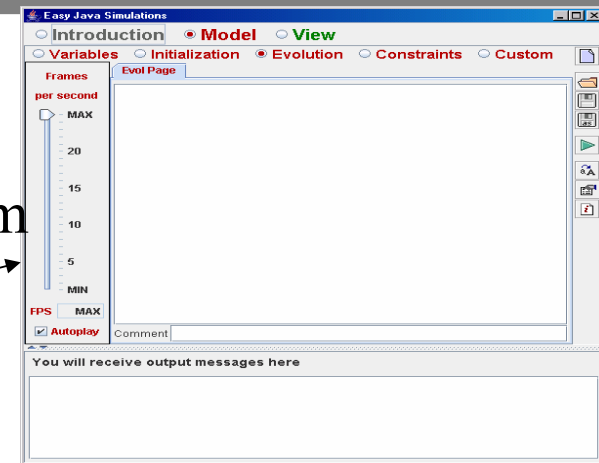 Easy Java Simulations
Introduction Model View
Variables Initialization Evolution Constraints Custom
Frames
per second
Evol Page
MAX
20
15
m
10
5
MIN
FPS MAX
Autoplay
Comment
You will receive output messages here